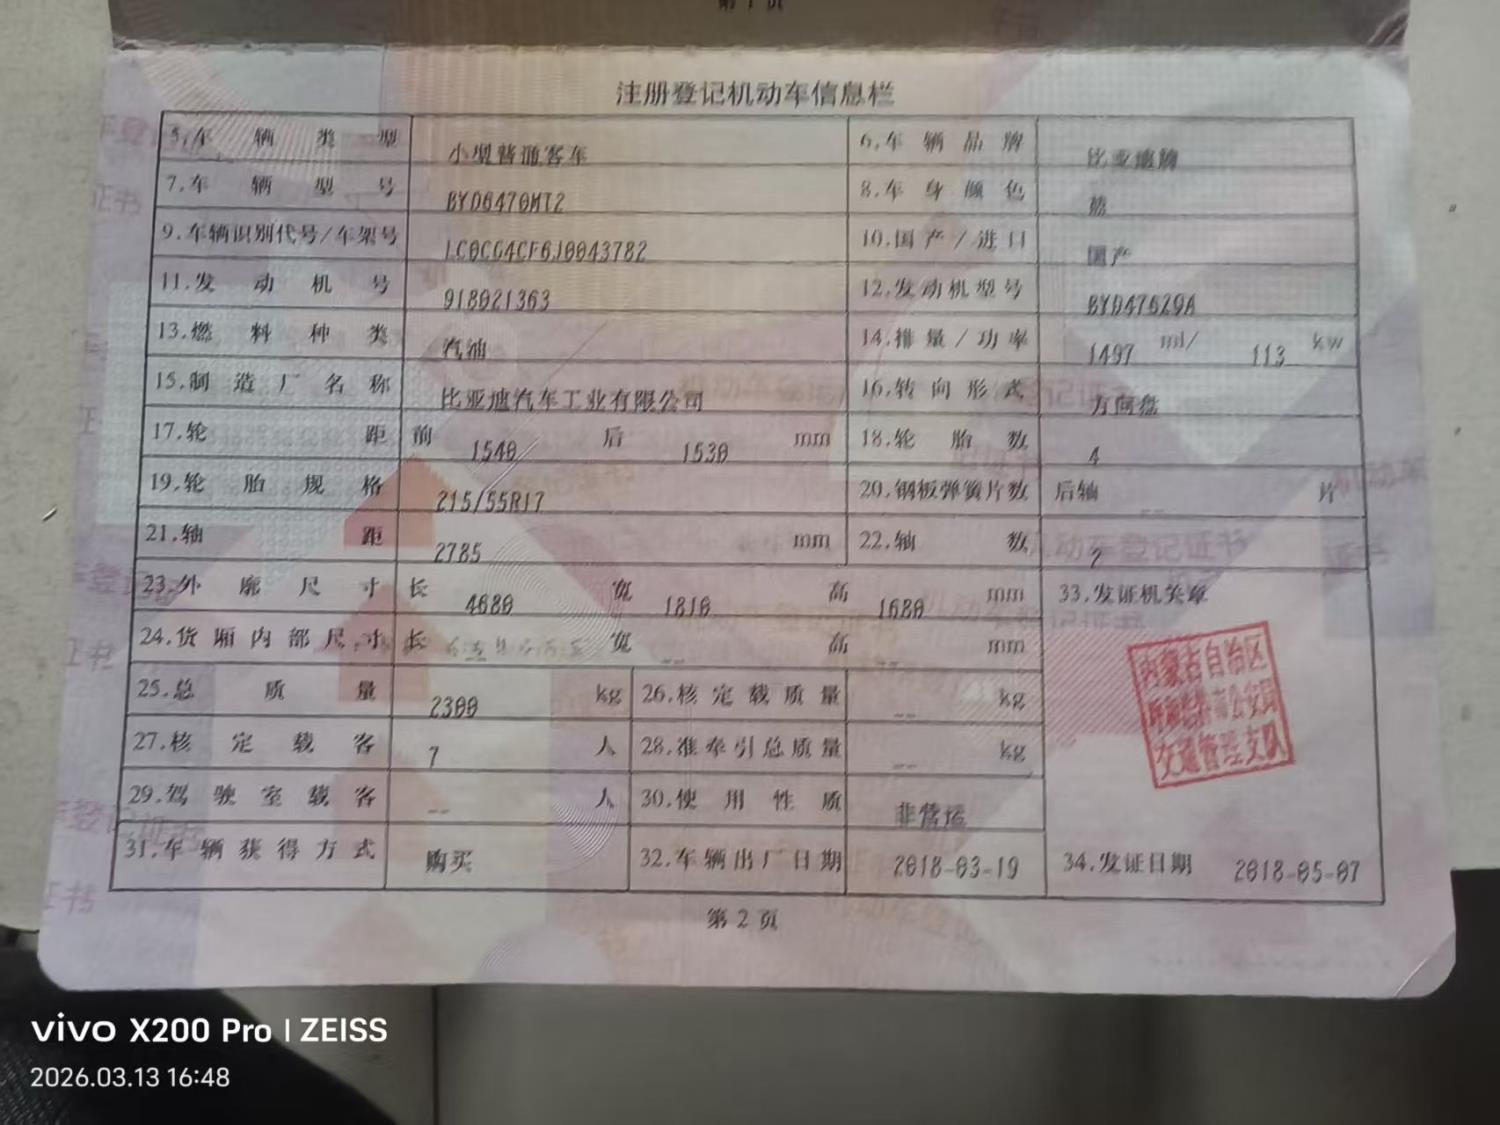 第1页
注册登记机动车信息栏
5.车辆类型 小型普通客车 6.车辆品牌 比亚迪牌
7.车辆型号 BYD6470MT2 8.车身颜色
9.车辆识别代号/车架号 LC0CG4CF6J0043782 10.国产/进口 国产
11.发动机号 918021363 12.发动机型号 BYD476ZQA
13.燃料种类 汽油 14.排量/功率 1497 ml/ 113 kw
15.制造厂名称 比亚迪汽车工业有限公司 16.转向形式 方向盘
17.轮距 前 1540 后 1530 mm 18.轮胎数 4
19.轮胎规格 215/55R17 20.钢板弹簧片数 后轴 -- 片
21.轴距 2785 mm 22.轴数 2
23.外廓尺寸 长 4680 宽 1810 高 1680 mm 33.发证机关章
24.货厢内部尺寸 长 宽 -- 高 -- mm
内蒙古自治区
呼和浩特市公安局
交通管理支队
25.总质量 2300 kg 26.核定载质量 -- kg
27.核定载客 7 人 28.准牵引总质量 -- kg
29.驾驶室载客 -- 人 30.使用性质 非营运
31.车辆获得方式 购买 32.车辆出厂日期 2018-03-19 34.发证日期 2018-05-07
第2页
vivo X200 Pro | ZEISS
2026.03.13 16:48